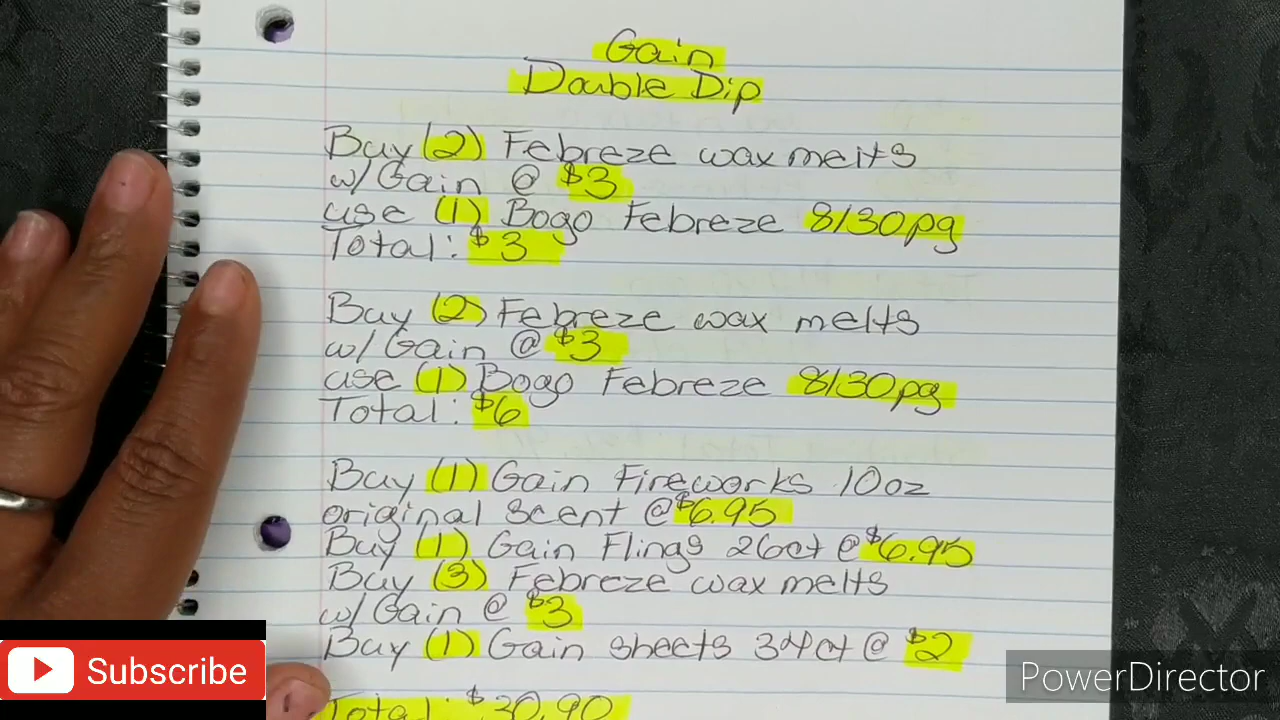 Gain
Double Dip
Buy (2) Febreze wax melts
w/ Gain @ $3
use (1) Bogo Febreze 8/30pg
Total: $3
Buy (2) Febreze wax melts
w/ Gain @ $3
use (1) Bogo Febreze 8/30pg
Total: $6
Buy (1) Gain Fireworks 10oz
original scent @ $6.95
Buy (1) Gain Flings 26ct @ $6.95
Buy (3) Febreze wax melts
w/ Gain @ $3
Buy (1) Gain sheets 34ct @ $2
Total: $30.90
Subscribe
PowerDirector